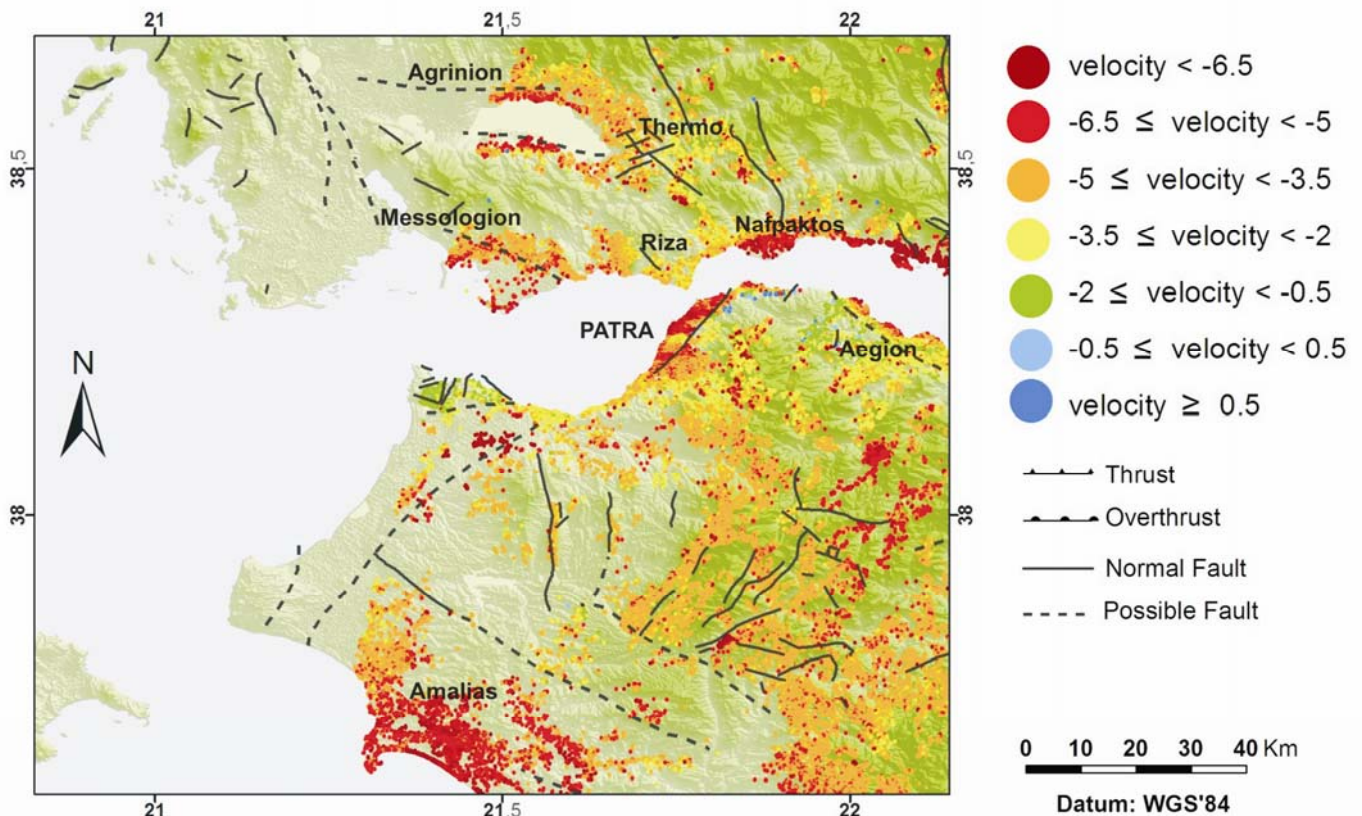 21 21,5 22
Agrinion
Thermo
38,5 38,5
Messologion
Nafpaktos
Riza
PATRA
Aegion
N
38 38
Amalias
21 21,5 22
velocity < -6.5
-6.5 ≤ velocity < -5
-5 ≤ velocity < -3.5
-3.5 ≤ velocity < -2
-2 ≤ velocity < -0.5
-0.5 ≤ velocity < 0.5
velocity ≥ 0.5
Thrust
Overthrust
Normal Fault
Possible Fault
0 10 20 30 40 Km
Datum: WGS'84